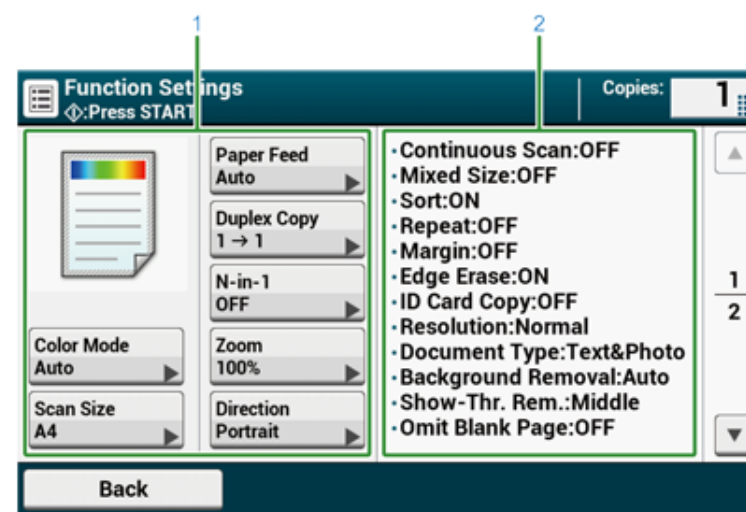 1
2
Function Settings
:Press START
Copies:
1
Paper Feed
Auto
Duplex Copy
1 → 1
N-in-1
OFF
Color Mode
Auto
Zoom
100%
Scan Size
A4
Direction
Portrait
·Continuous Scan:OFF
·Mixed Size:OFF
·Sort:ON
·Repeat:OFF
·Margin:OFF
·Edge Erase:ON
·ID Card Copy:OFF
·Resolution:Normal
·Document Type:Text&Photo
·Background Removal:Auto
·Show-Thr. Rem.:Middle
·Omit Blank Page:OFF
1
2
Back